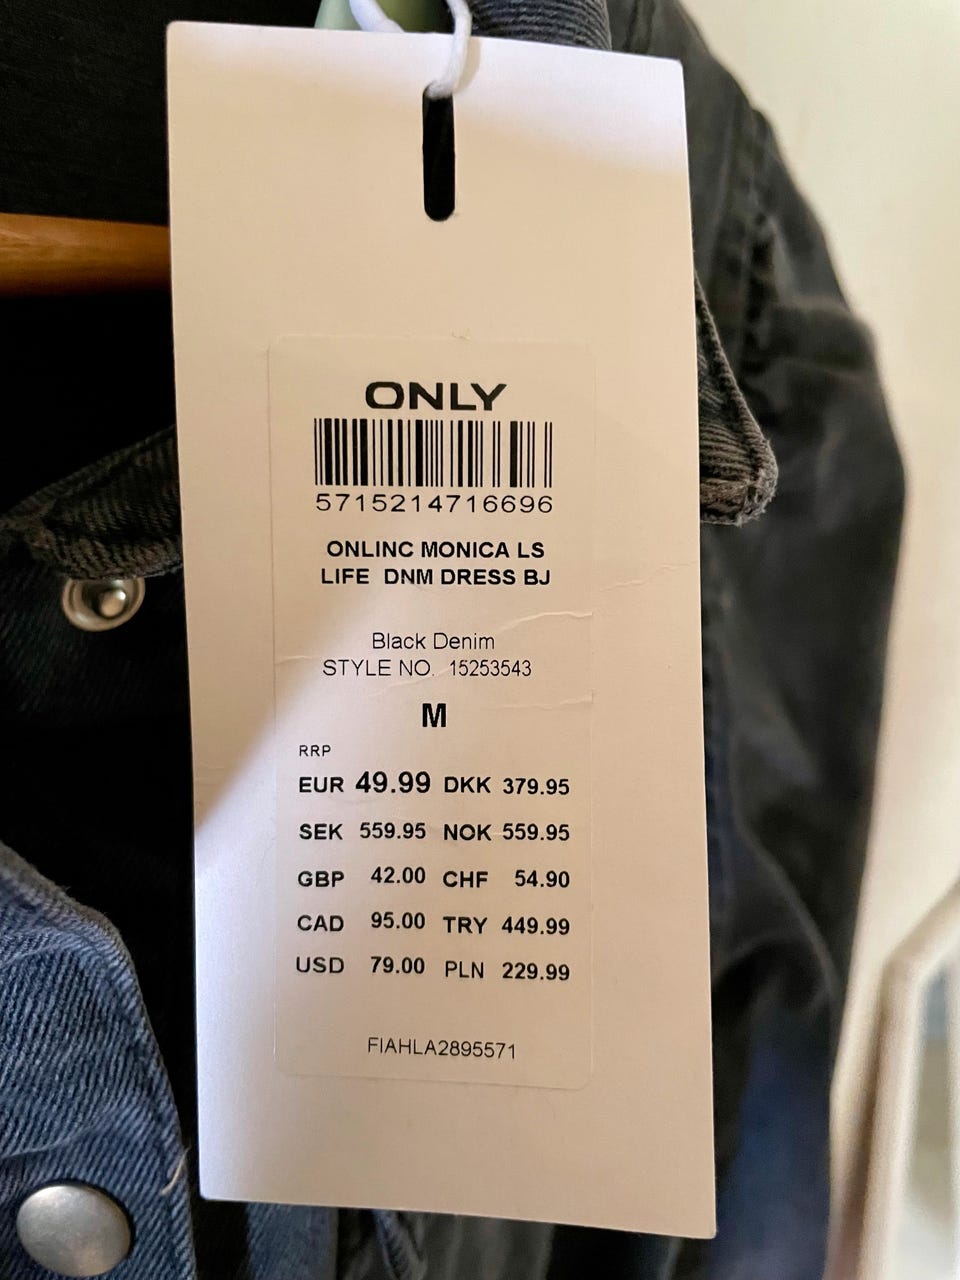 ONLY
5715214716696
ONLINC MONICA LS
LIFE DNM DRESS BJ
Black Denim
STYLE NO. 15253543
M
RRP
EUR 49.99 DKK 379.95
SEK 559.95 NOK 559.95
GBP 42.00 CHF 54.90
CAD 95.00 TRY 449.99
USD 79.00 PLN 229.99
FIAHLA2895571